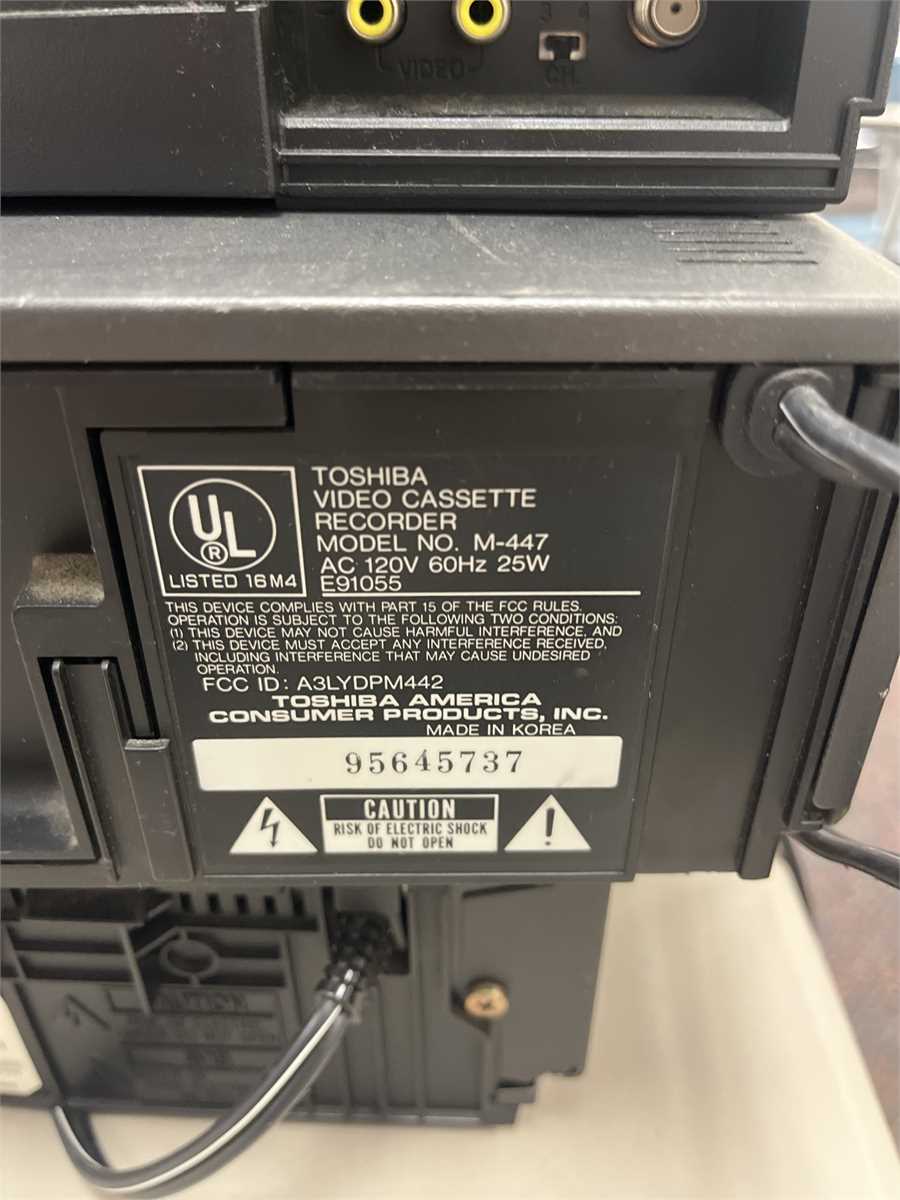 3 4
VIDEO
CH.
UL
®
LISTED 16M4
TOSHIBA
VIDEO CASSETTE
RECORDER
MODEL NO. M-447
AC 120V 60Hz 25W
E91055
THIS DEVICE COMPLIES WITH PART 15 OF THE FCC RULES.
OPERATION IS SUBJECT TO THE FOLLOWING TWO CONDITIONS:
(1) THIS DEVICE MAY NOT CAUSE HARMFUL INTERFERENCE, AND
(2) THIS DEVICE MUST ACCEPT ANY INTERFERENCE RECEIVED,
INCLUDING INTERFERENCE THAT MAY CAUSE UNDESIRED
OPERATION.
FCC ID: A3LYDPM442
TOSHIBA AMERICA
CONSUMER PRODUCTS, INC.
MADE IN KOREA
95645737
CAUTION
RISK OF ELECTRIC SHOCK
DO NOT OPEN
CAUTION